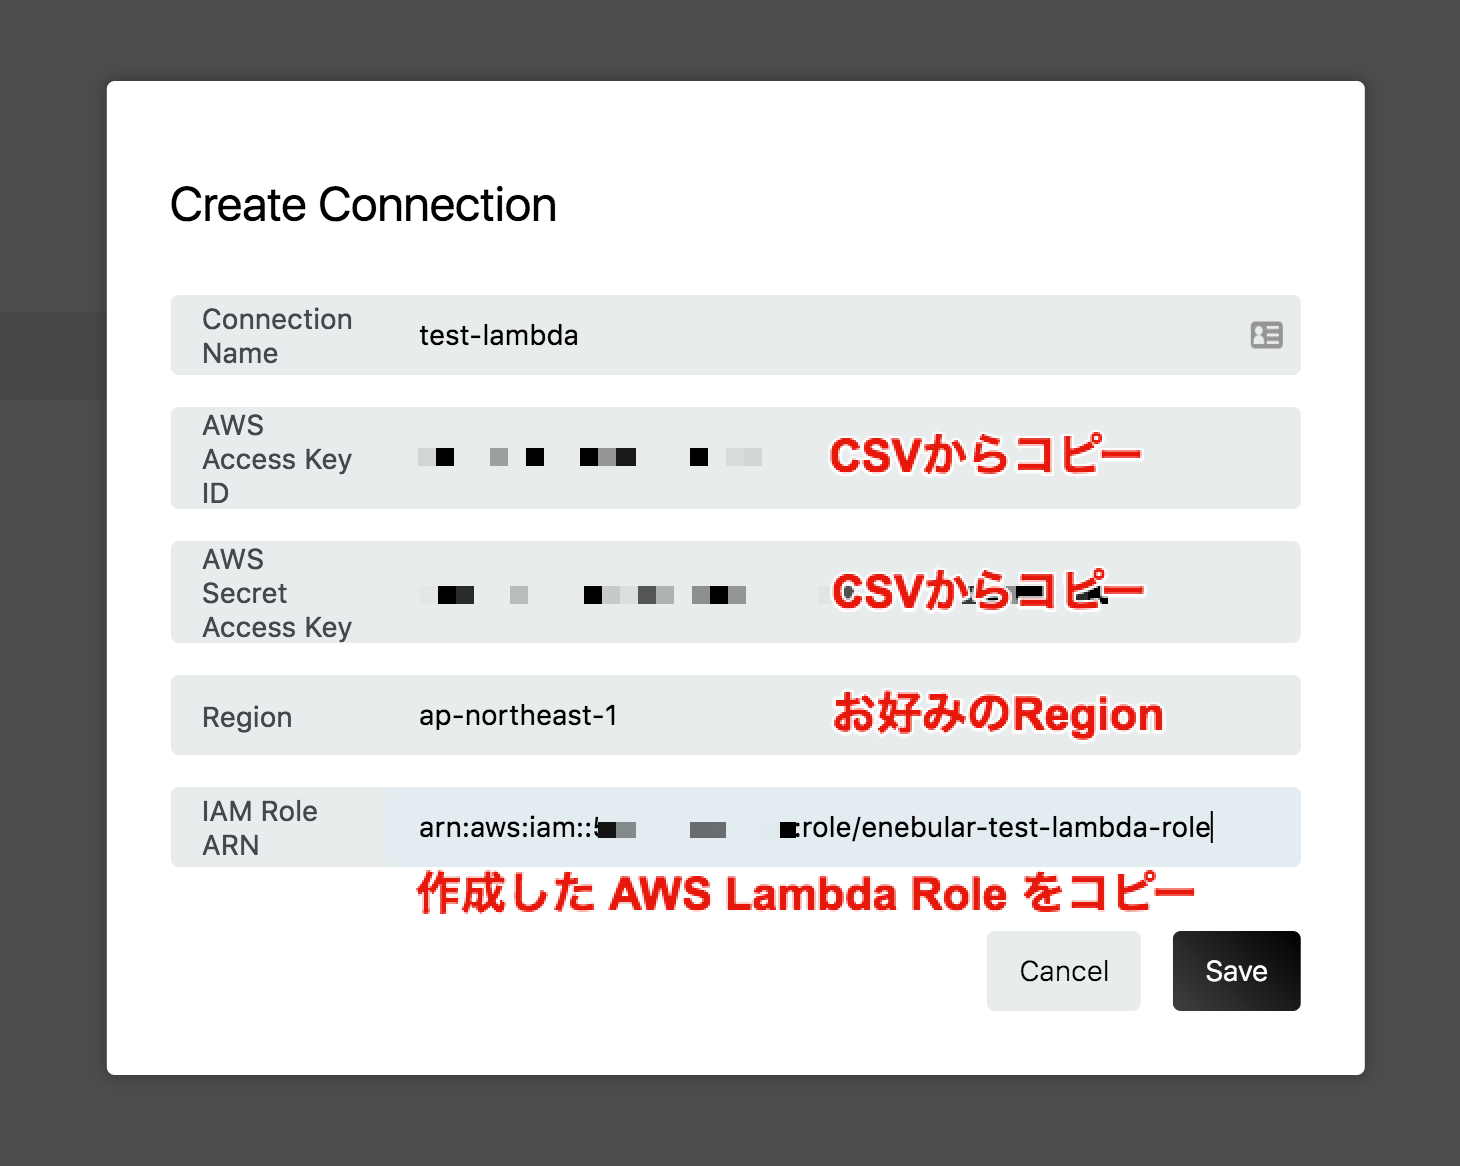 Create Connection
Connection
Name
test-lambda
AWS
Access Key
ID
CSVからコピー
AWS
Secret
Access Key
CSVからコピー
Region
ap-northeast-1
お好みのRegion
IAM Role
ARN
arn:aws:iam::
:role/enebular-test-lambda-role
作成した AWS Lambda Role をコピー
Cancel
Save